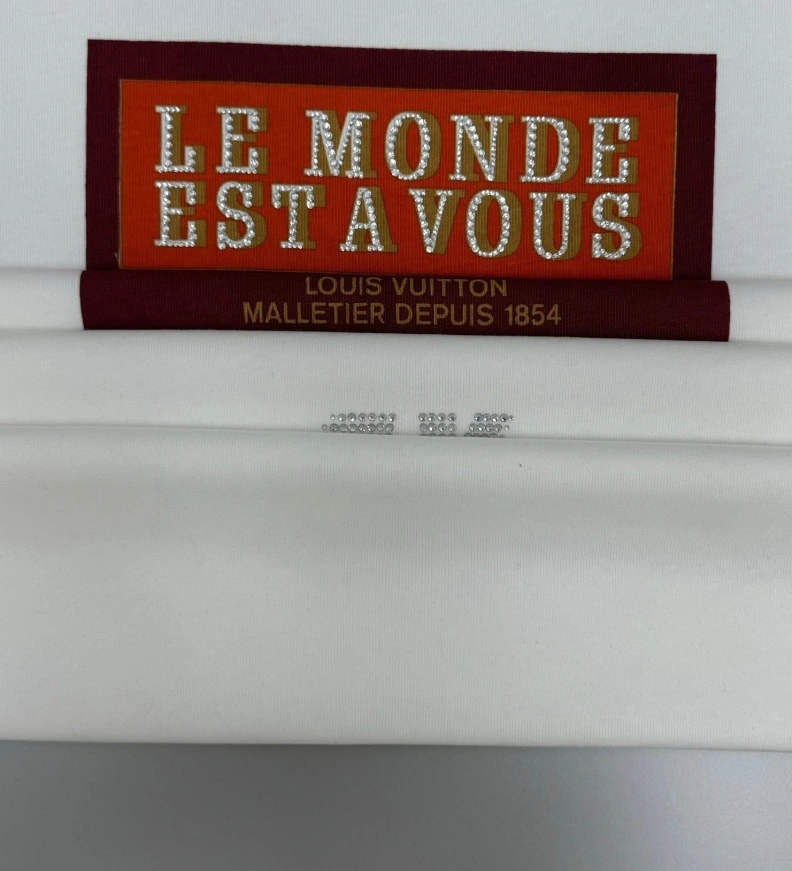 LE MONDE
EST A VOUS
LOUIS VUITTON
MALLETIER DEPUIS 1854